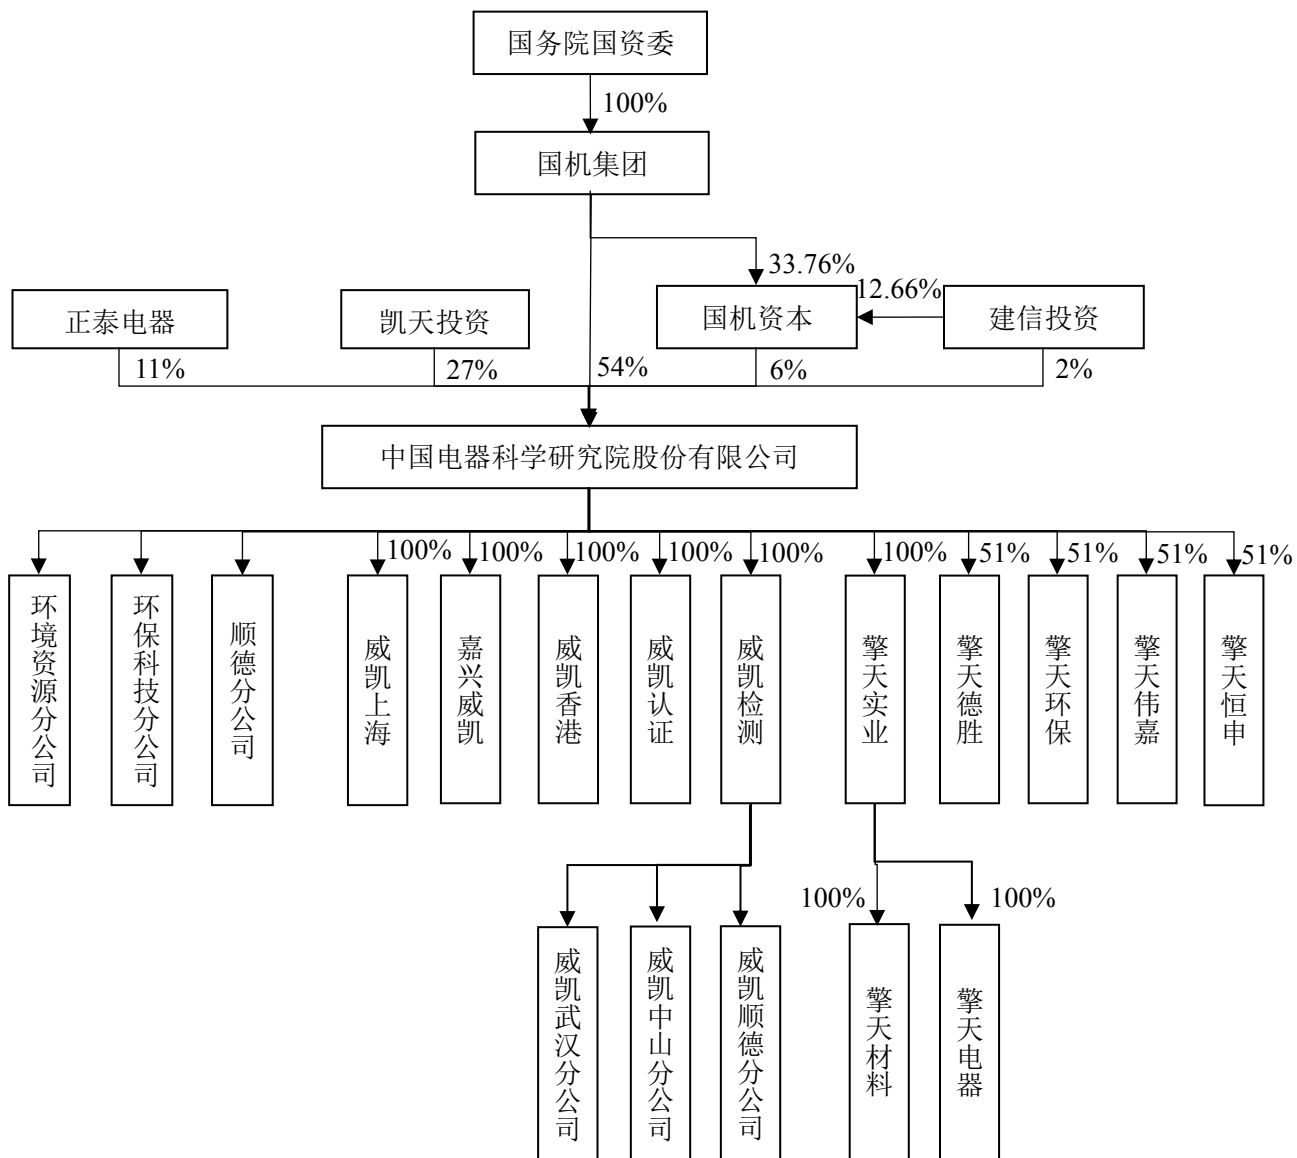 国务院国资委
100%
国机集团
33.76%
12.66%
正泰电器
凯天投资
国机资本
建信投资
11%
27%
54%
6%
2%
中国电器科学研究院股份有限公司
100%
100%
100%
100%
100%
100%
51%
51%
51%
51%
环境资源分公司
环保科技分公司
顺德分公司
威凯上海
嘉兴威凯
威凯香港
威凯认证
威凯检测
擎天实业
擎天德胜
擎天环保
擎天伟嘉
擎天恒申
100%
100%
威凯武汉分公司
威凯中山分公司
威凯顺德分公司
擎天材料
擎天电器